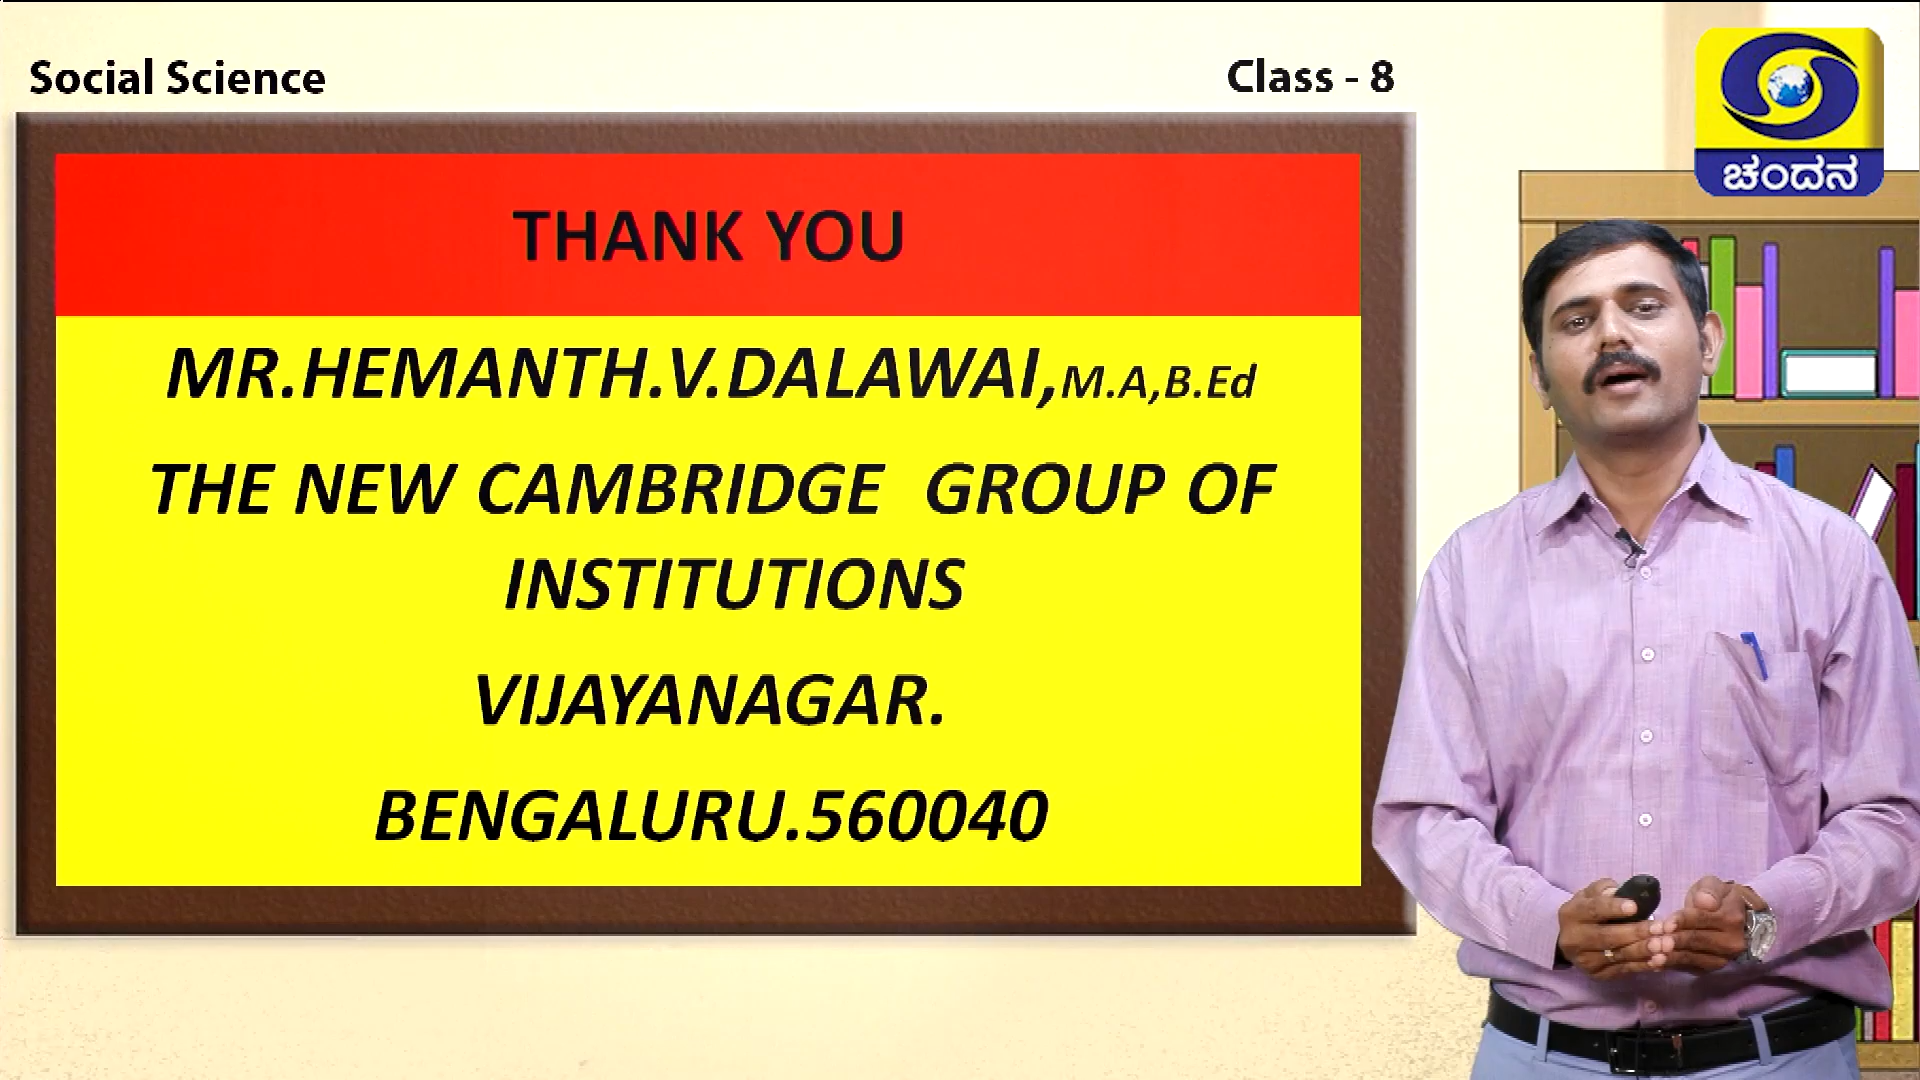 Social Science
Class - 8
ಚಂದನ
THANK YOU
MR.HEMANTH.V.DALAWAI,M.A,B.Ed
THE NEW CAMBRIDGE GROUP OF
INSTITUTIONS
VIJAYANAGAR.
BENGALURU.560040